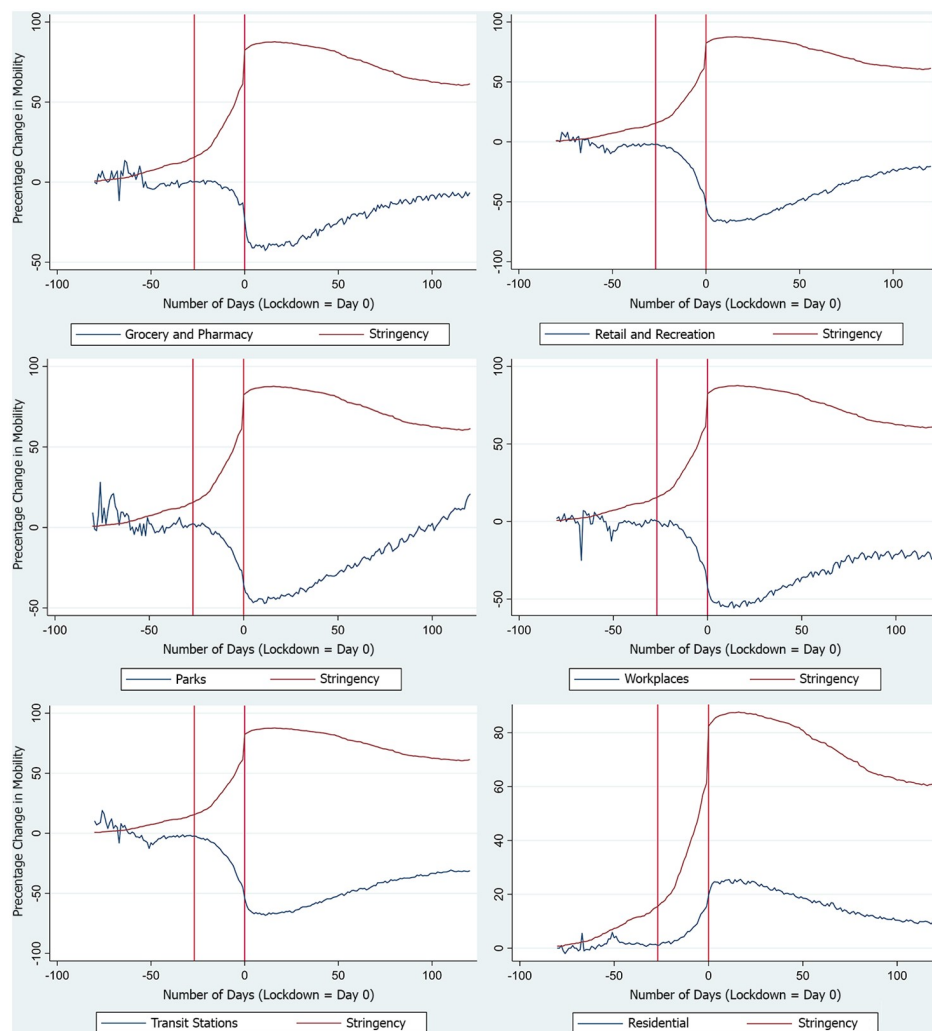 Precentage Change in Mobility
100
50
0
-50
-100
-50
0
50
100
Number of Days (Lockdown = Day 0)
Grocery and Pharmacy
Stringency
100
50
0
-50
-100
-100
-50
0
50
100
Number of Days (Lockdown = Day 0)
Retail and Recreation
Stringency
Precentage Change in Mobility
100
50
0
-50
-100
-50
0
50
100
Number of Days (Lockdown = Day 0)
Parks
Stringency
100
50
0
-50
-100
-50
0
50
100
Number of Days (Lockdown = Day 0)
Workplaces
Stringency
Precentage Change in Mobility
100
50
0
-50
-100
-100
-50
0
50
100
Number of Days (Lockdown = Day 0)
Transit Stations
Stringency
80
60
40
20
0
-100
-50
0
50
100
Number of Days (Lockdown = Day 0)
Residential
Stringency